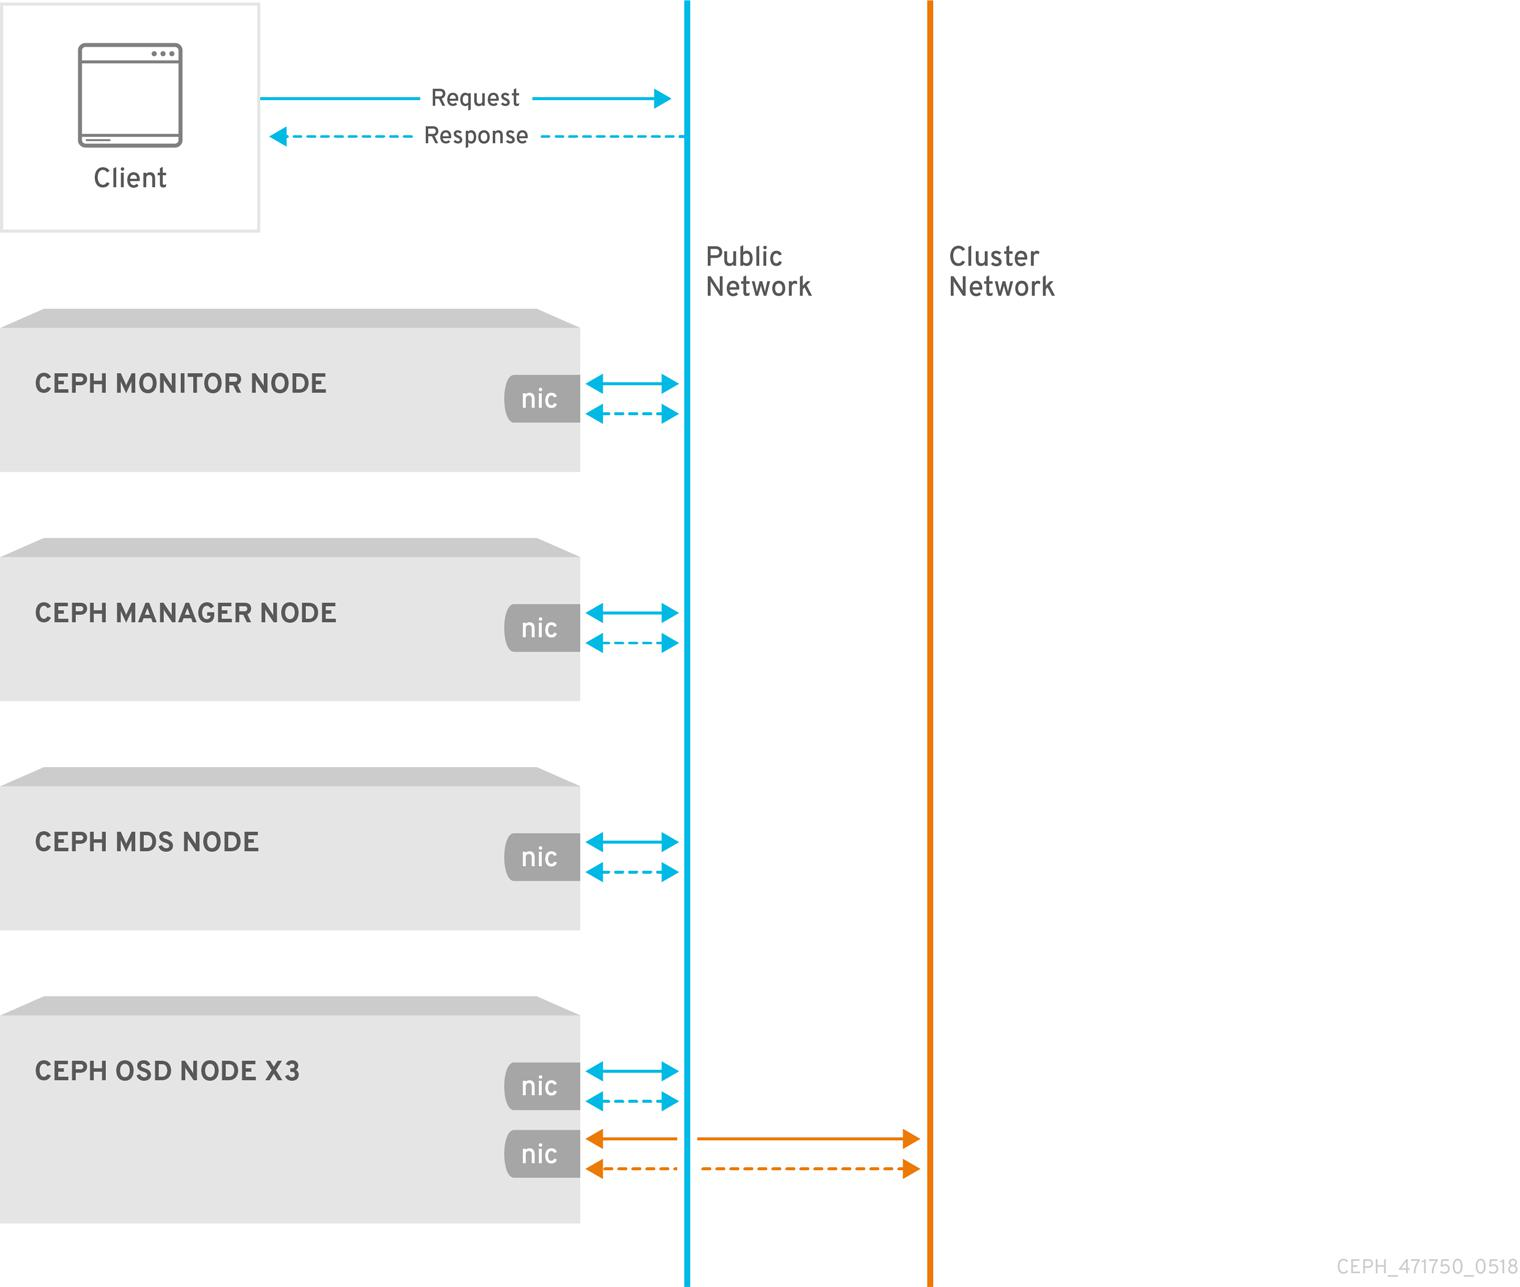 Request
Response
Client
Public
Network
Cluster
Network
CEPH MONITOR NODE
nic
CEPH MANAGER NODE
nic
CEPH MDS NODE
nic
CEPH OSD NODE X3
nic
nic
CEPH_471750_0518